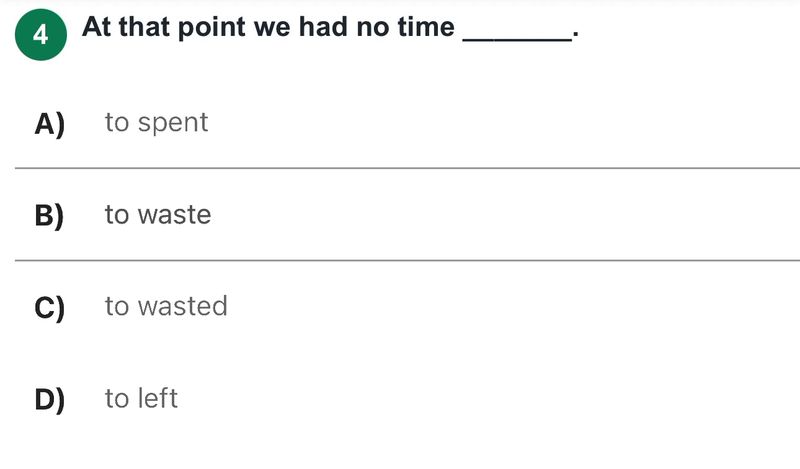 4 At that point we had no time _______.
A) to spent
B) to waste
C) to wasted
D) to left